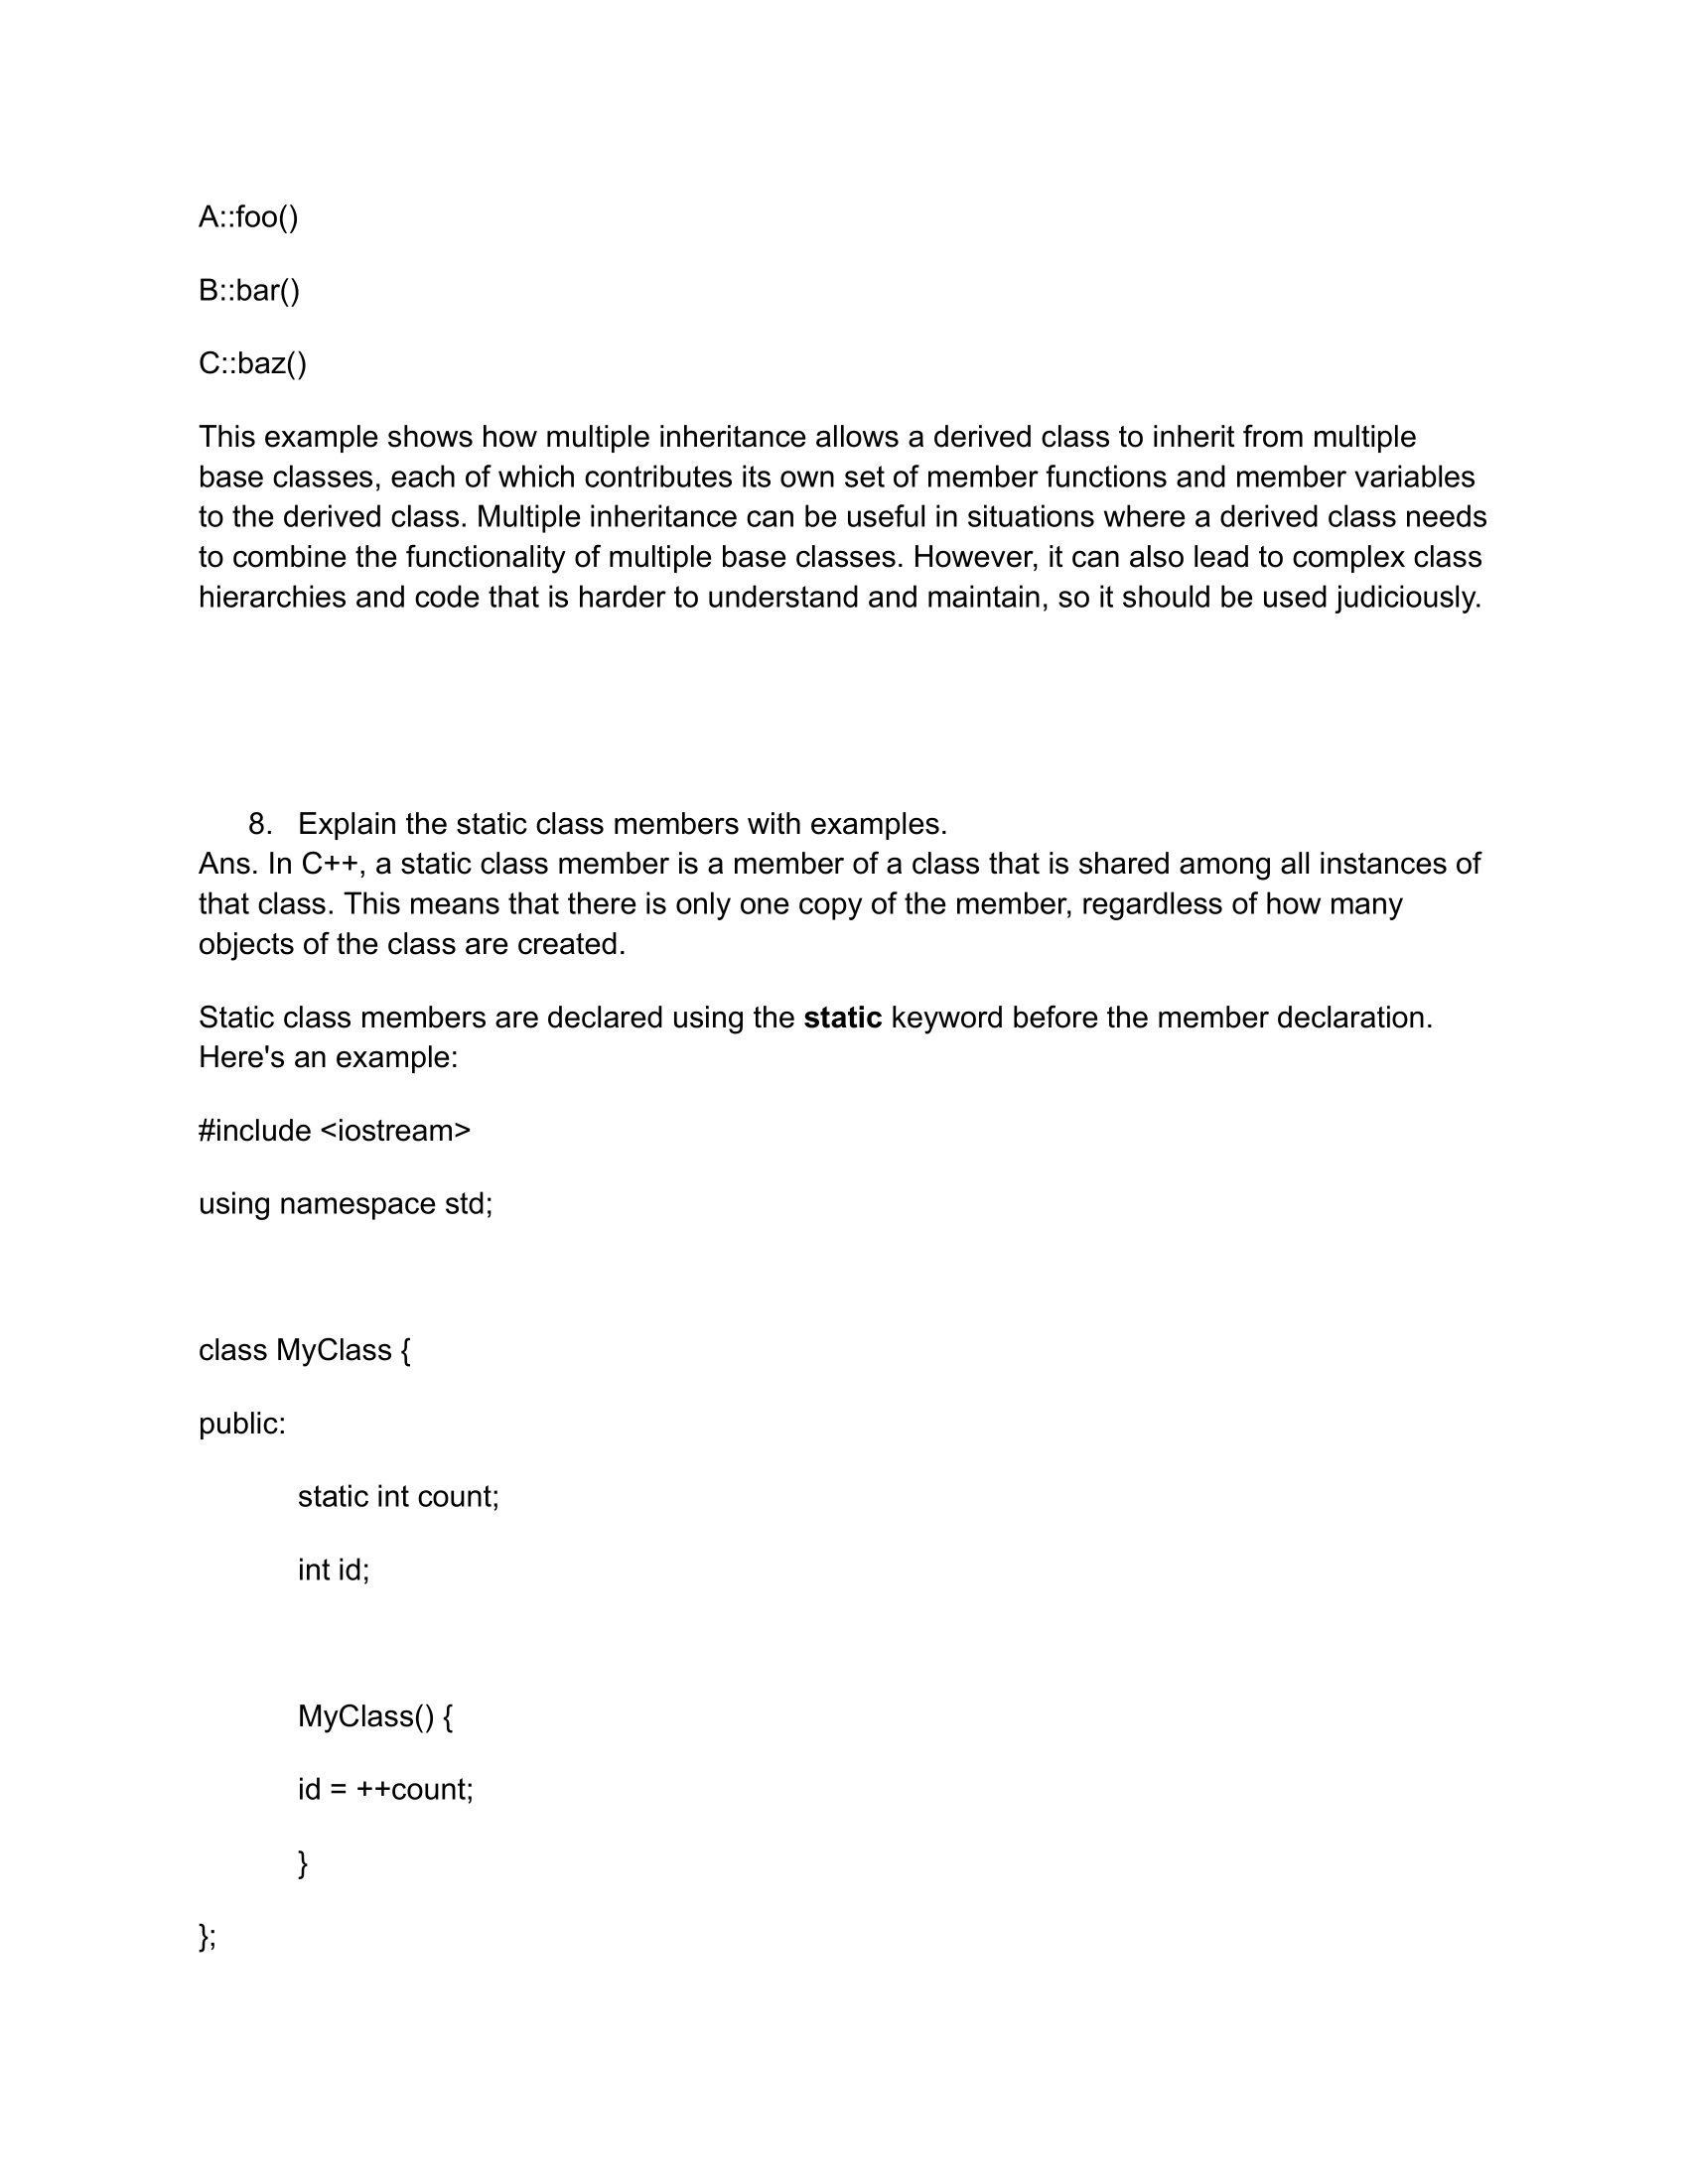 A::foo()
B::bar()
C::baz()
This example shows how multiple inheritance allows a derived class to inherit from multiple
base classes, each of which contributes its own set of member functions and member variables
to the derived class. Multiple inheritance can be useful in situations where a derived class needs
to combine the functionality of multiple base classes. However, it can also lead to complex class
hierarchies and code that is harder to understand and maintain, so it should be used judiciously.
8. Explain the static class members with examples.
Ans. In C++, a static class member is a member of a class that is shared among all instances of
that class. This means that there is only one copy of the member, regardless of how many
objects of the class are created.
Static class members are declared using the static keyword before the member declaration.
Here's an example:
#include <iostream>
using namespace std;
class MyClass {
public:
static int count;
int id;
MyClass() {
id = ++count;
}
};